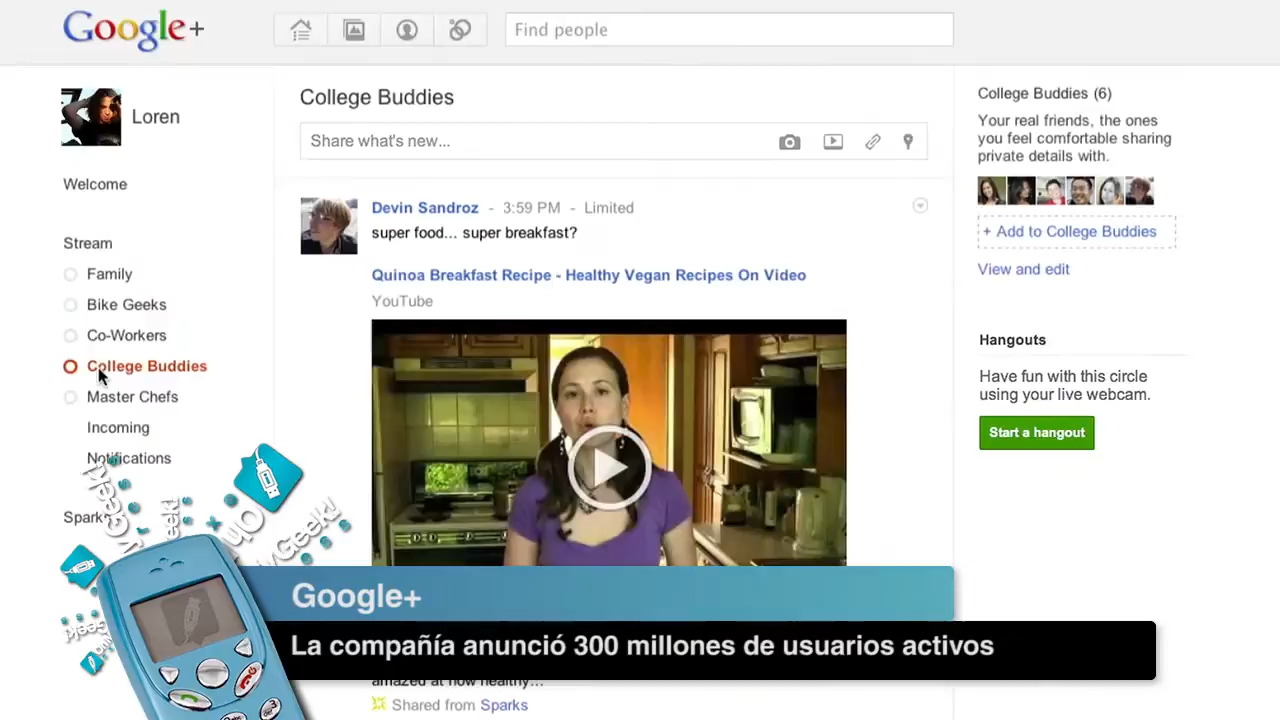 Google+
Find people
Loren
Welcome
Stream
Family
Bike Geeks
Co-Workers
College Buddies
Master Chefs
Incoming
Notifications
Sparks
College Buddies
Share what's new...
Devin Sandroz - 3:59 PM - Limited
super food... super breakfast?
Quinoa Breakfast Recipe - Healthy Vegan Recipes On Video
YouTube
amazed at how healthy...
Shared from Sparks
College Buddies (6)
Your real friends, the ones
you feel comfortable sharing
private details with.
+ Add to College Buddies
View and edit
Hangouts
Have fun with this circle
using your live webcam.
Start a hangout
Google+
La compañía anunció 300 millones de usuarios activos